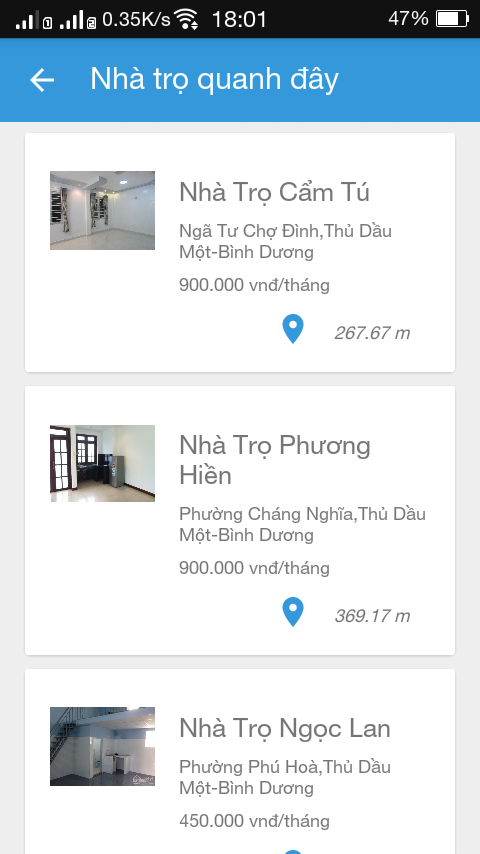 0.35K/s 18:01 47%
Nhà trọ quanh đây
Nhà Trọ Cẩm Tú
Ngã Tư Chợ Đình,Thủ Dầu
Một-Bình Dương
900.000 vnđ/tháng
267.67 m
Nhà Trọ Phương
Hiền
Phường Cháng Nghĩa,Thủ Dầu
Một-Bình Dương
900.000 vnđ/tháng
369.17 m
Nhà Trọ Ngọc Lan
Phường Phú Hoà,Thủ Dầu
Một-Bình Dương
450.000 vnđ/tháng